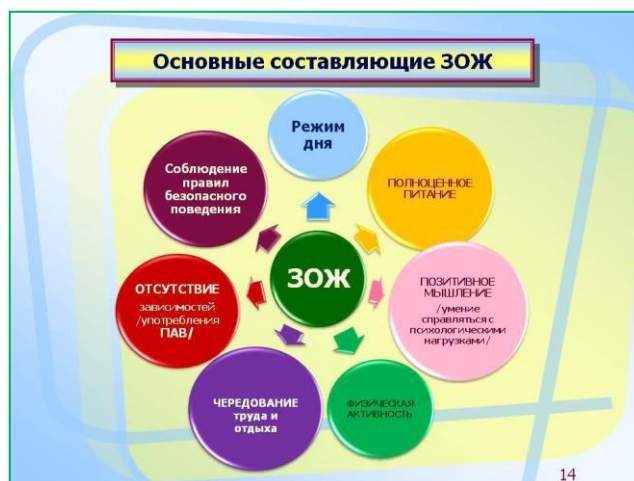 Основные составляющие ЗОЖ
Режим
дня
ПОЛНОЦЕННОЕ
ПИТАНИЕ
ПОЗИТИВНОЕ
МЫШЛЕНИЕ
/умение
справляться с
психологическими
нагрузками/
ФИЗИЧЕСКАЯ
АКТИВНОСТЬ
ЧЕРЕДОВАНИЕ
труда и
отдыха
ОТСУТСТВИЕ
зависимостей
/употребления
ПАВ/
Соблюдение
правил
безопасного
поведения
ЗОЖ
14